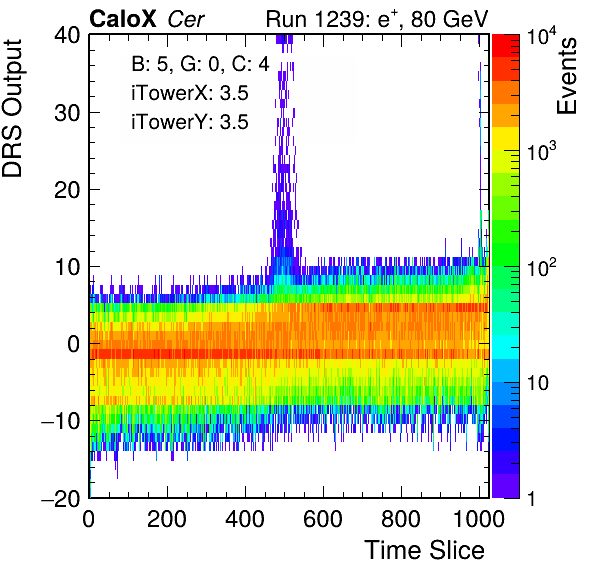 CaloX Cer Run 1239: e+, 80 GeV
B: 5, G: 0, C: 4
iTowerX: 3.5
iTowerY: 3.5
DRS Output
40
30
20
10
0
−10
−20
0 200 400 600 800 1000
Time Slice
Events
10^4
10^3
10^2
10
1